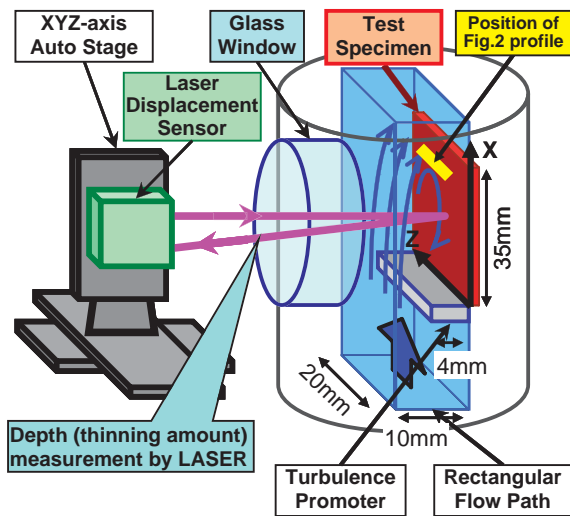 XYZ-axis
Auto Stage
Glass
Window
Test
Specimen
Position of
Fig.2 profile
Laser
Displacement
Sensor
X
Z
35mm
4mm
20mm
10mm
Depth (thinning amount)
measurement by LASER
Turbulence
Promoter
Rectangular
Flow Path